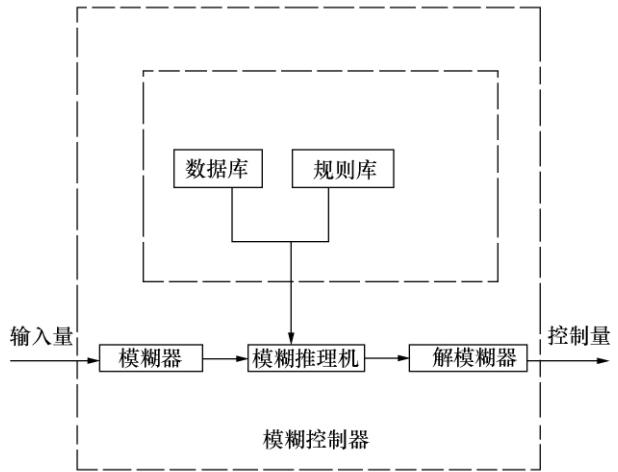 数据库
规则库
输入量
控制量
模糊器
模糊推理机
解模糊器
模糊控制器